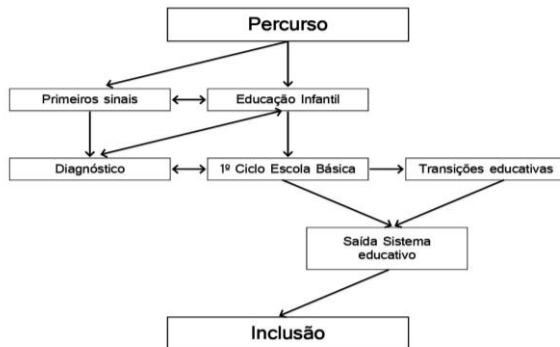 Percurso
Primeiros sinais
Educação Infantil
Diagnóstico
1º Ciclo Escola Básica
Transições educativas
Saída Sistema
educativo
Inclusão